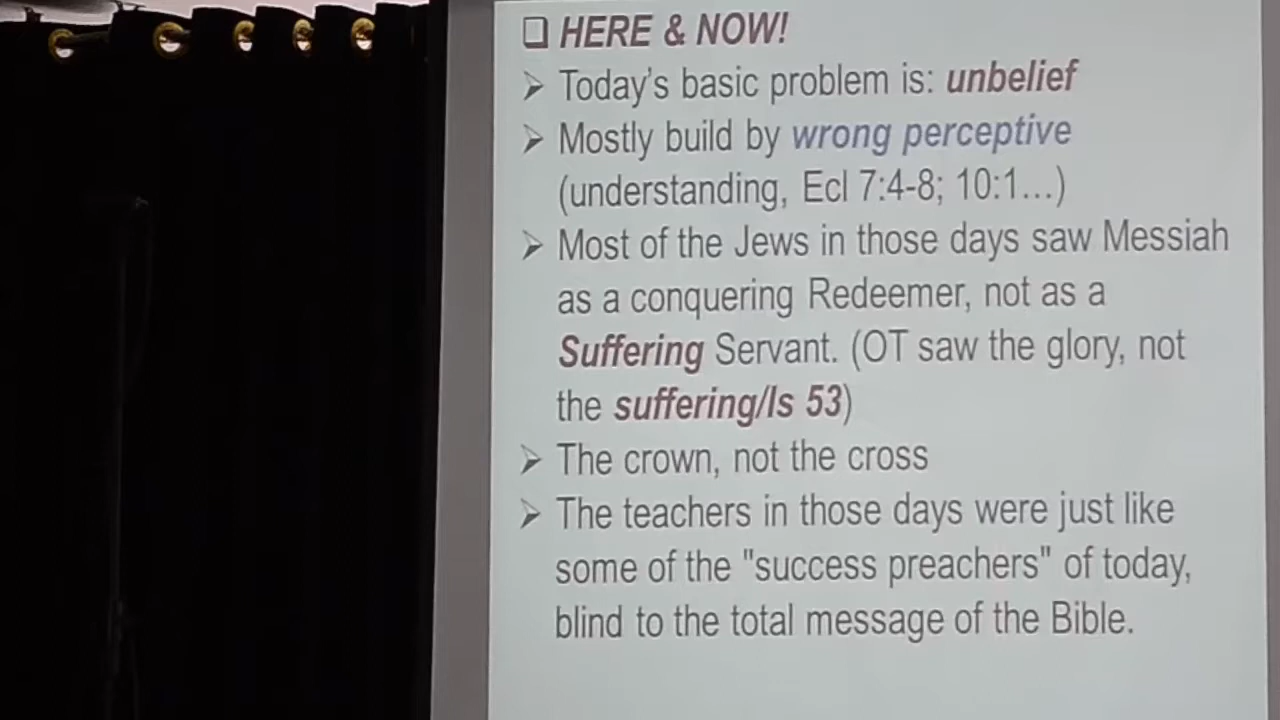 ❑ HERE & NOW!
➢ Today's basic problem is: unbelief
➢ Mostly build by wrong perceptive
(understanding, Ecl 7:4-8; 10:1...)
➢ Most of the Jews in those days saw Messiah
as a conquering Redeemer, not as a
Suffering Servant. (OT saw the glory, not
the suffering/Is 53)
➢ The crown, not the cross
➢ The teachers in those days were just like
some of the "success preachers" of today,
blind to the total message of the Bible.